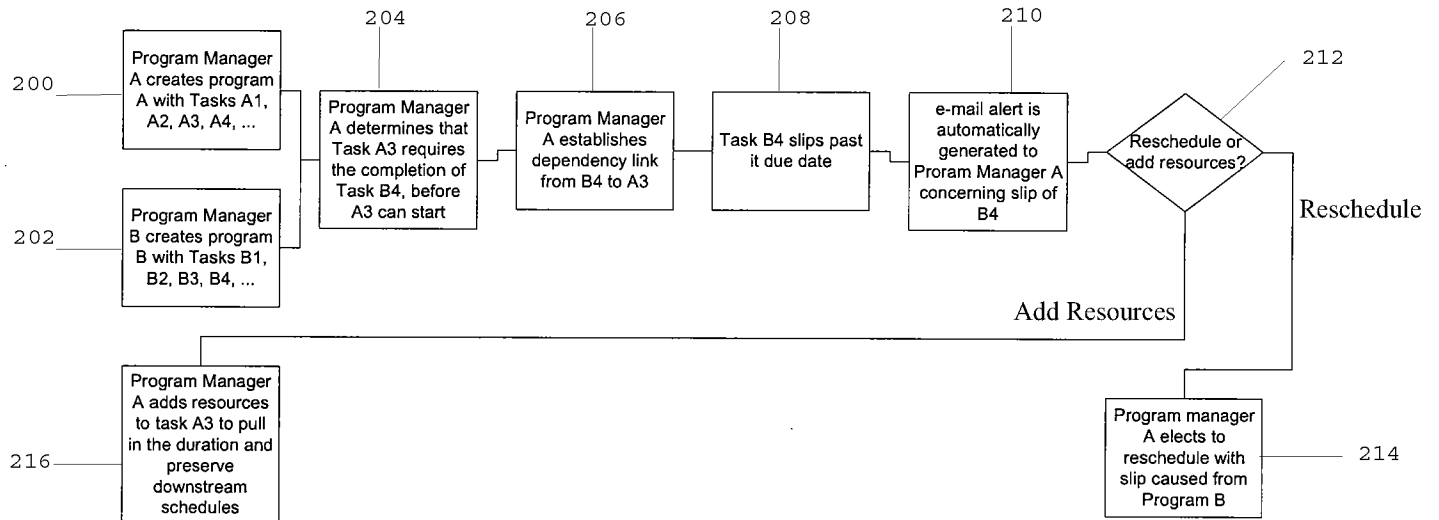 204
206
208
210
212
200
Program Manager
A creates program
A with Tasks A1,
A2, A3, A4, ...
Program Manager
A determines that
Task A3 requires
the completion of
Task B4, before
A3 can start
Program Manager
A establishes
dependency link
from B4 to A3
Task B4 slips past
it due date
e-mail alert is
automatically
generated to
Proram Manager A
concerning slip of
B4
Reschedule or
add resources?
Reschedule
202
Program Manager
B creates program
B with Tasks B1,
B2, B3, B4, ...
Add Resources
216
Program Manager
A adds resources
to task A3 to pull
in the duration and
preserve
downstream
schedules
Program manager
A elects to
reschedule with
slip caused from
Program B
214